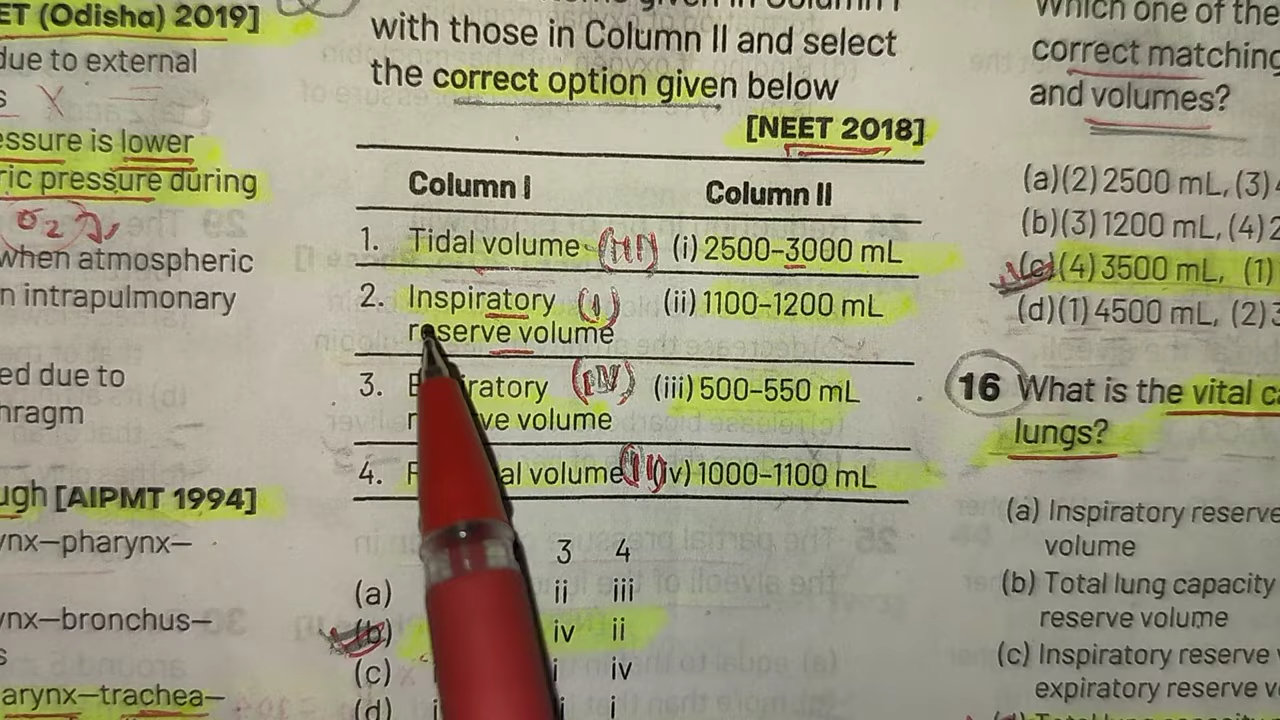 ET (Odisha) 2019]
due to external
s
essure is lower
ric pressure during
O2
when atmospheric
n intrapulmonary
ed due to
hragm
ugh [AIPMT 1994]
ynx—pharynx—
ynx—bronchus—
s
arynx—trachea—
with those in Column II and select
the correct option given below
[NEET 2018]
Column I Column II
1. Tidal volume (III) (i) 2500–3000 mL
2. Inspiratory (I) (ii) 1100–1200 mL
reserve volume
3. E iratory (IV) (iii) 500–550 mL
r ve volume
4. al volume (II) (iv) 1000–1100 mL
3 4
(a) ii iii
(b) iv ii
(c) i iv
(d) i i
Which one of the
correct matching
and volumes?
(a)(2) 2500 mL, (3)
(b)(3) 1200 mL, (4) 2
(c)(4) 3500 mL, (1)
(d)(1) 4500 mL, (2) 3
16 What is the vital ca
lungs?
(a) Inspiratory reserve
volume
(b) Total lung capacity
reserve volume
(c) Inspiratory reserve
expiratory reserve v